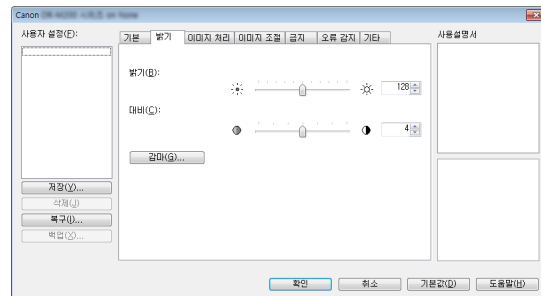 Canon
사용자 설정(F):
기본 밝기 이미지 처리 이미지 조절 급지 오류 감지 기타
사용설명서
밝기(B):
128
대비(C):
4
감마(G)...
저장(Y)...
삭제(J)
복구(I)...
백업(X)...
확인 취소 기본값(D) 도움말(H)